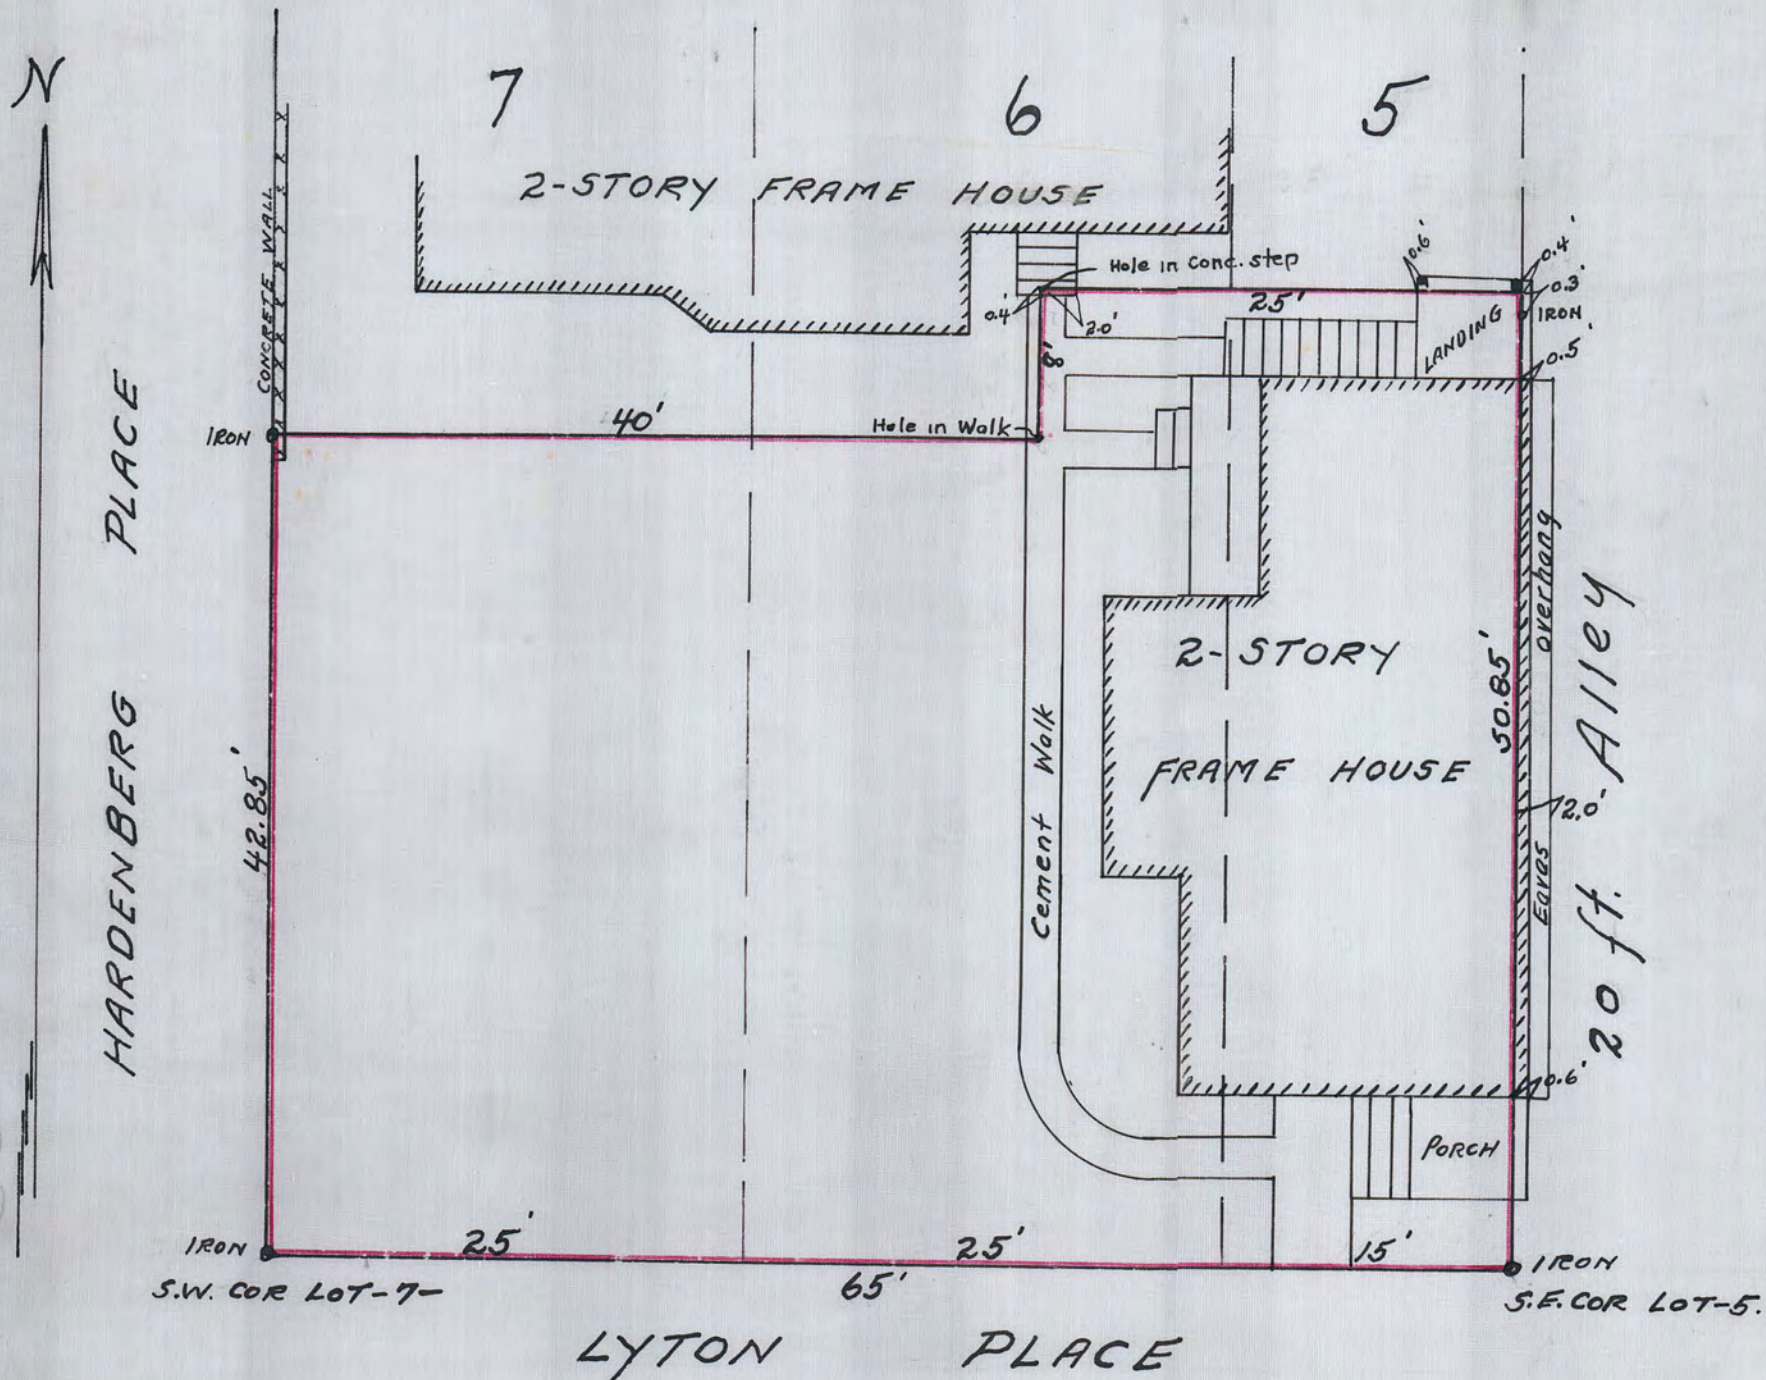 N
7
6
5
2-STORY FRAME HOUSE
CONCRETE WALL
Hole in Conc. step
0.6'
0.4'
0.3'
IRON
0.4'
2.0'
25'
8'
LANDING
0.5'
IRON
40'
Hole in Walk
HARDENBERG PLACE
42.85'
Cement Walk
2-STORY
FRAME HOUSE
50.85'
overhang
Eaves
2.0'
20 ft. Alley
0.6'
PORCH
IRON
25'
25'
15'
IRON
S.W. COR LOT-7-
65'
S.E. COR LOT-5.
LYTON PLACE